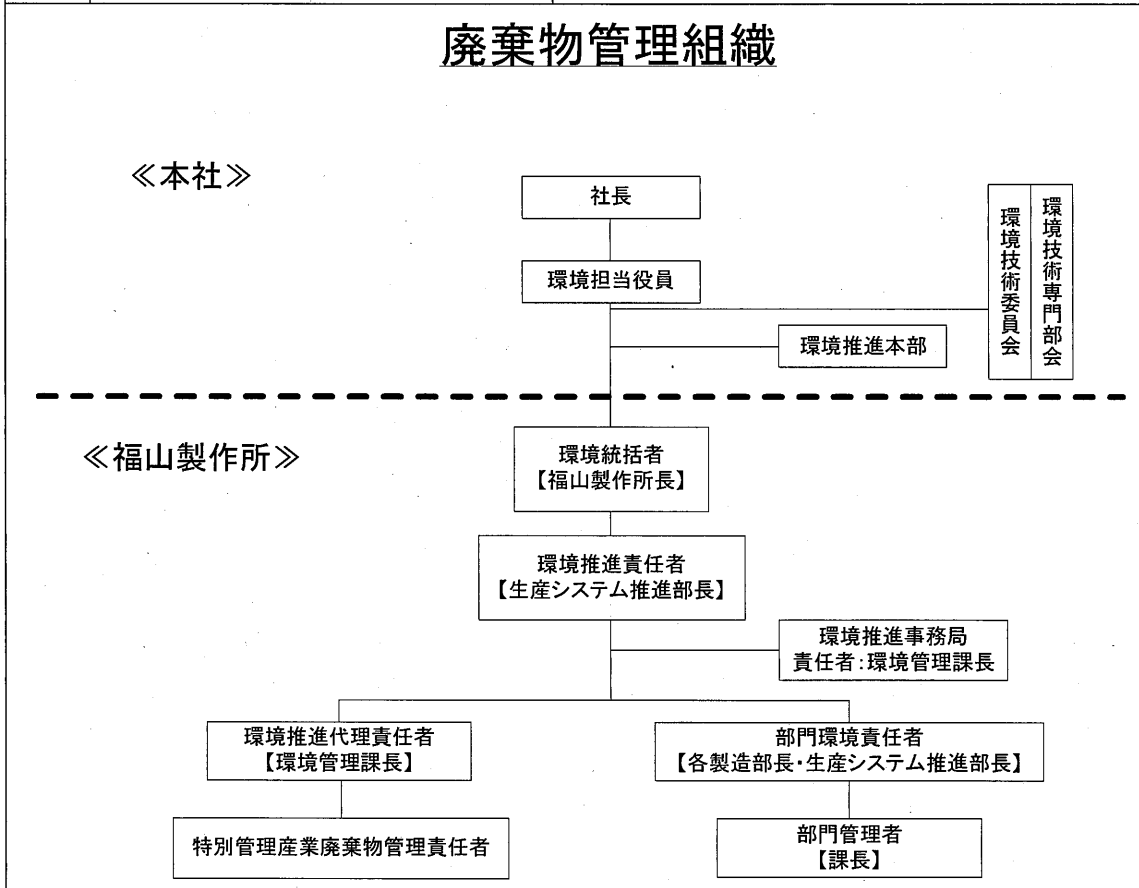 廃棄物管理組織
≪本社≫
社長
環境担当役員
環境技術委員会
環境技術専門部会
環境推進本部
≪福山製作所≫
環境統括者
【福山製作所長】
環境推進責任者
【生産システム推進部長】
環境推進事務局
責任者:環境管理課長
環境推進代理責任者
【環境管理課長】
部門環境責任者
【各製造部長・生産システム推進部長】
特別管理産業廃棄物管理責任者
部門管理者
【課長】